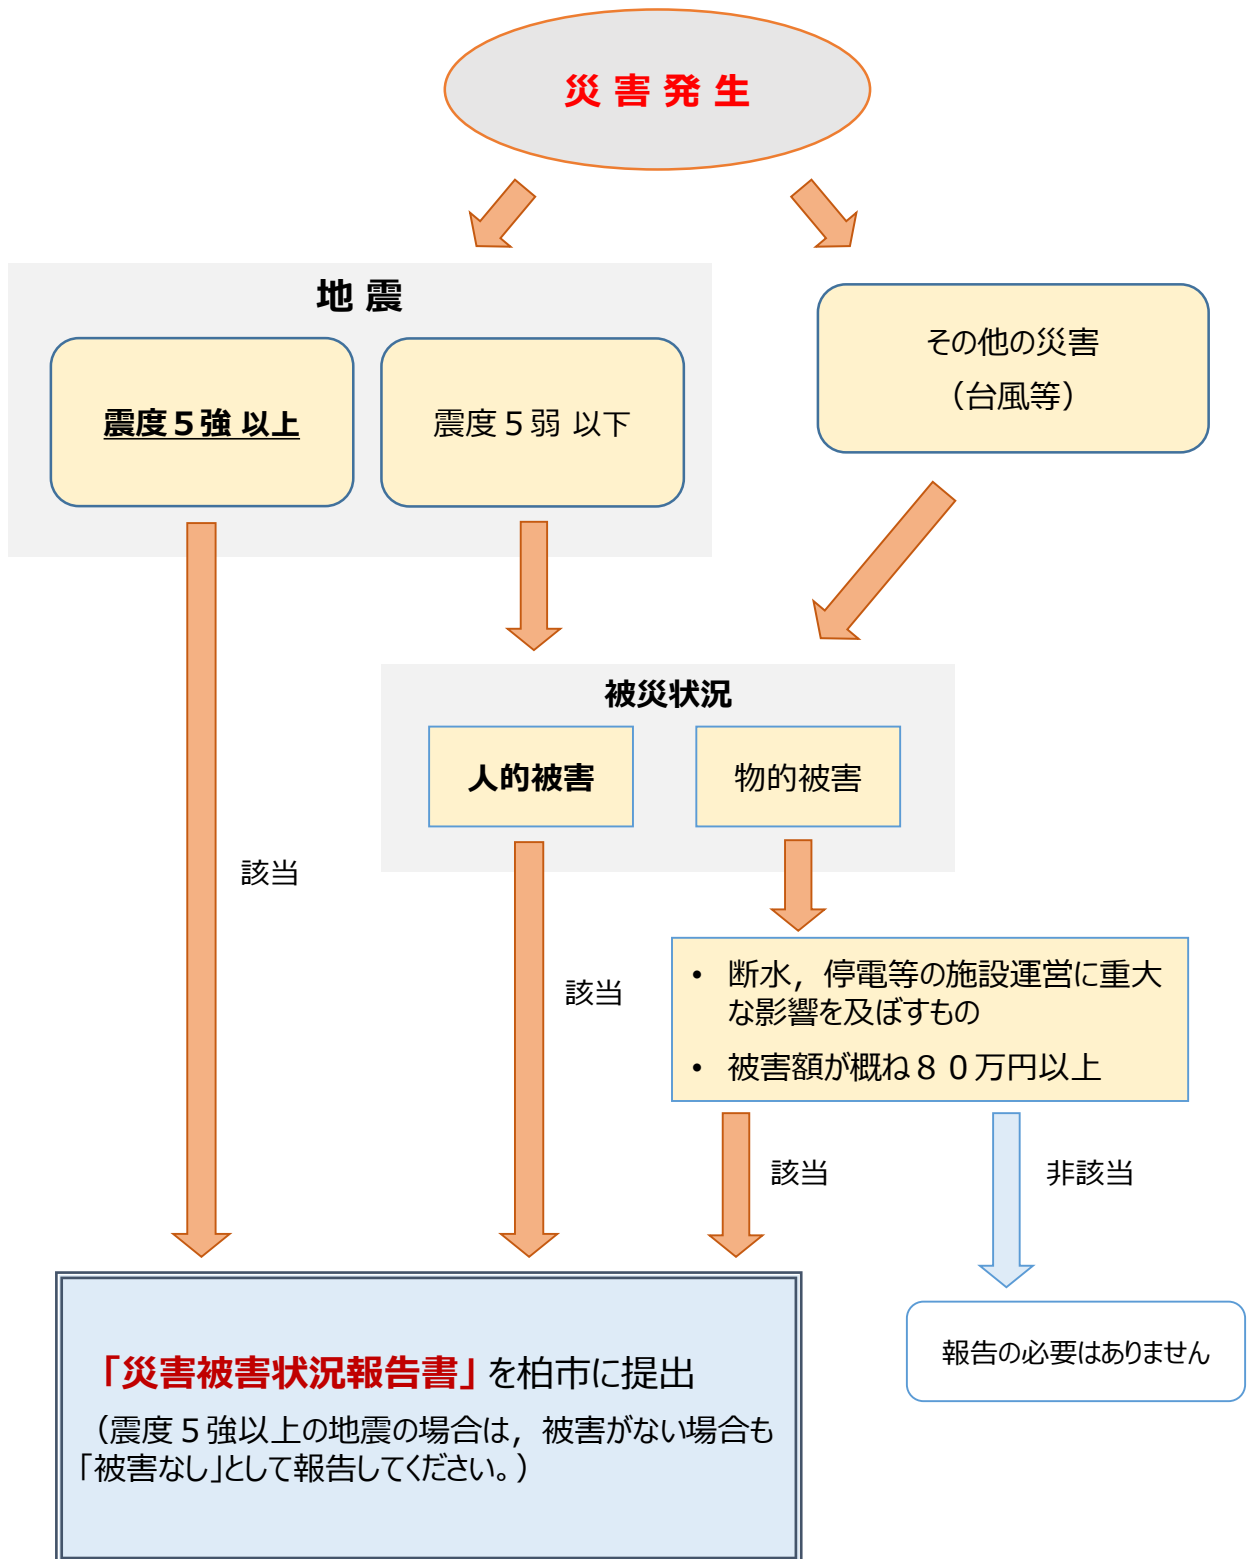 災 害 発 生
地 震
震度５強 以上
震度５弱 以下
その他の災害
（台風等）
被災状況
人的被害
物的被害
該当
該当
• 断水，停電等の施設運営に重大
な影響を及ぼすもの
• 被害額が概ね８０万円以上
該当
非該当
「災害被害状況報告書」を柏市に提出
（震度５強以上の地震の場合は，被害がない場合も
「被害なし」として報告してください。）
報告の必要はありません